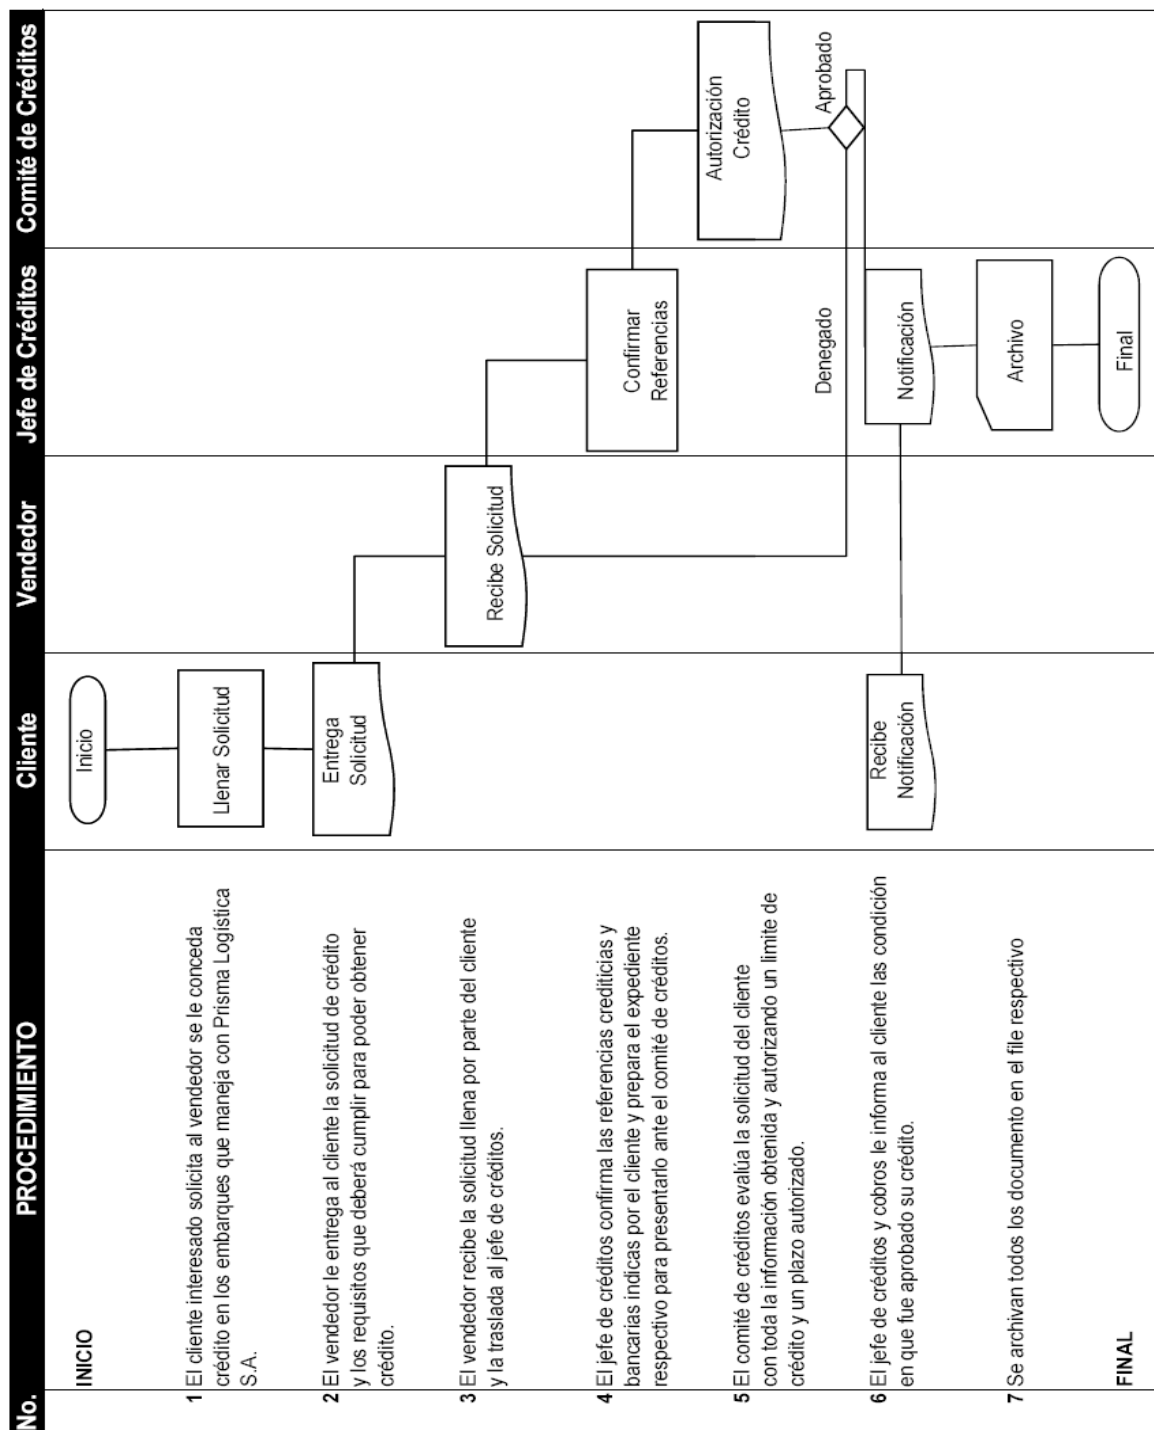 No.
PROCEDIMIENTO
Cliente
Vendedor
Jefe de Créditos
Comité de Créditos
INICIO
Inicio
1 El cliente interesado solicita al vendedor se le conceda
crédito en los embarques que maneja con Prisma Logística
S.A.
Llenar Solicitud
2 El vendedor le entrega al cliente la solicitud de crédito
y los requisitos que deberá cumplir para poder obtener
crédito.
Entrega
Solicitud
3 El vendedor recibe la solicitud llena por parte del cliente
y la traslada al jefe de créditos.
Recibe Solicitud
4 El jefe de créditos confirma las referencias crediticias y
bancarias indicas por el cliente y prepara el expediente
respectivo para presentarlo ante el comité de créditos.
Confirmar
Referencias
5 El comité de créditos evalúa la solicitud del cliente
con toda la información obtenida y autorizando un limite de
crédito y un plazo autorizado.
Autorización
Crédito
Denegado
Aprobado
6 El jefe de créditos y cobros le informa al cliente las condición
en que fue aprobado su crédito.
Recibe
Notificación
Notificación
7 Se archivan todos los documento en el file respectivo
Archivo
FINAL
Final